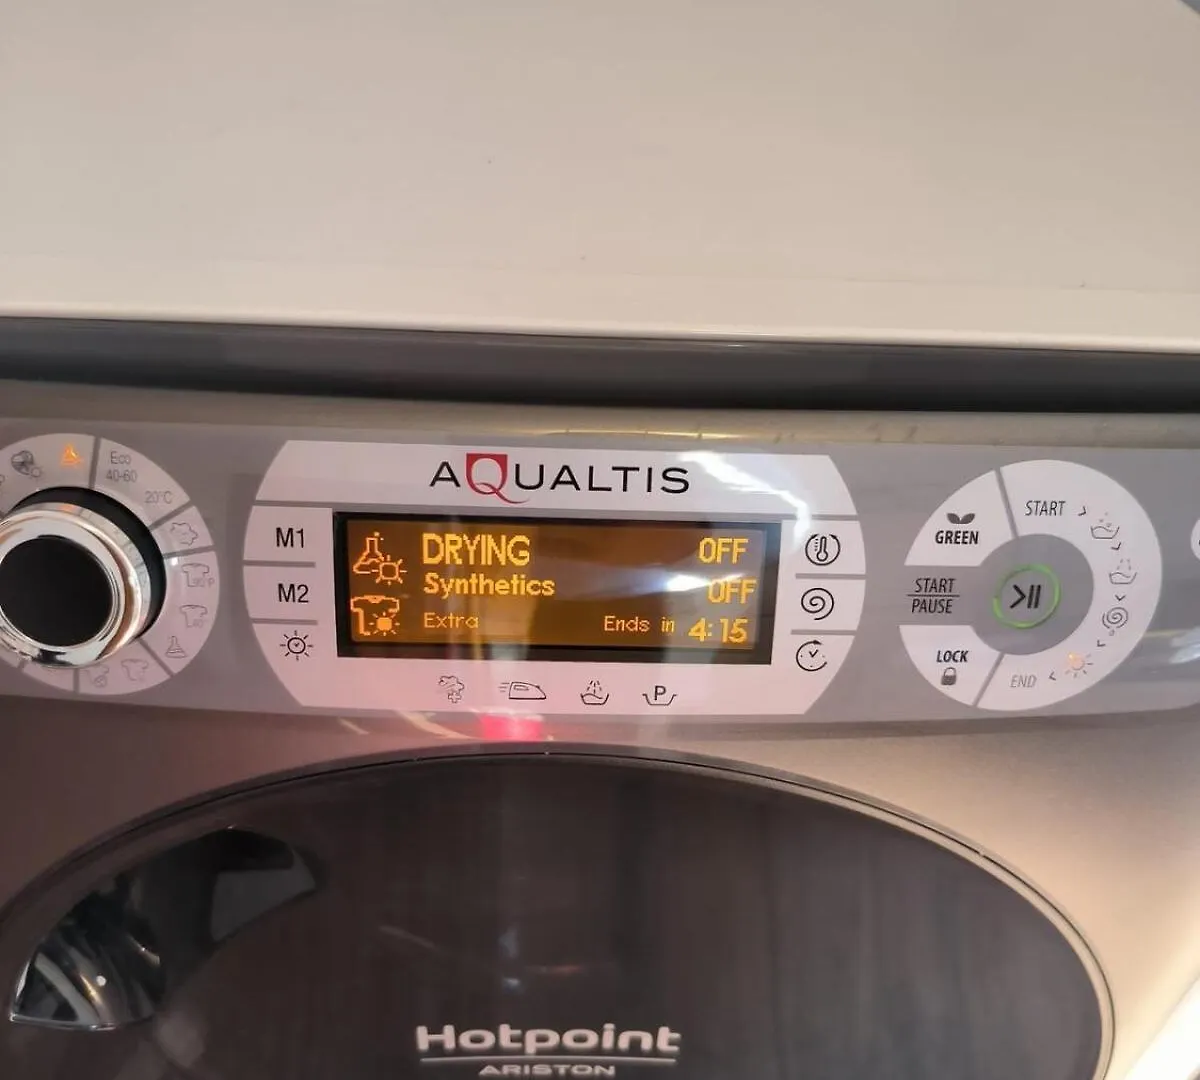 AQUALTIS
Eco
40-60
20°C
M1
M2
DRYING OFF
Synthetics OFF
Extra Ends in 4:15
P
GREEN
START
START
PAUSE
LOCK
END
Hotpoint
ARISTON